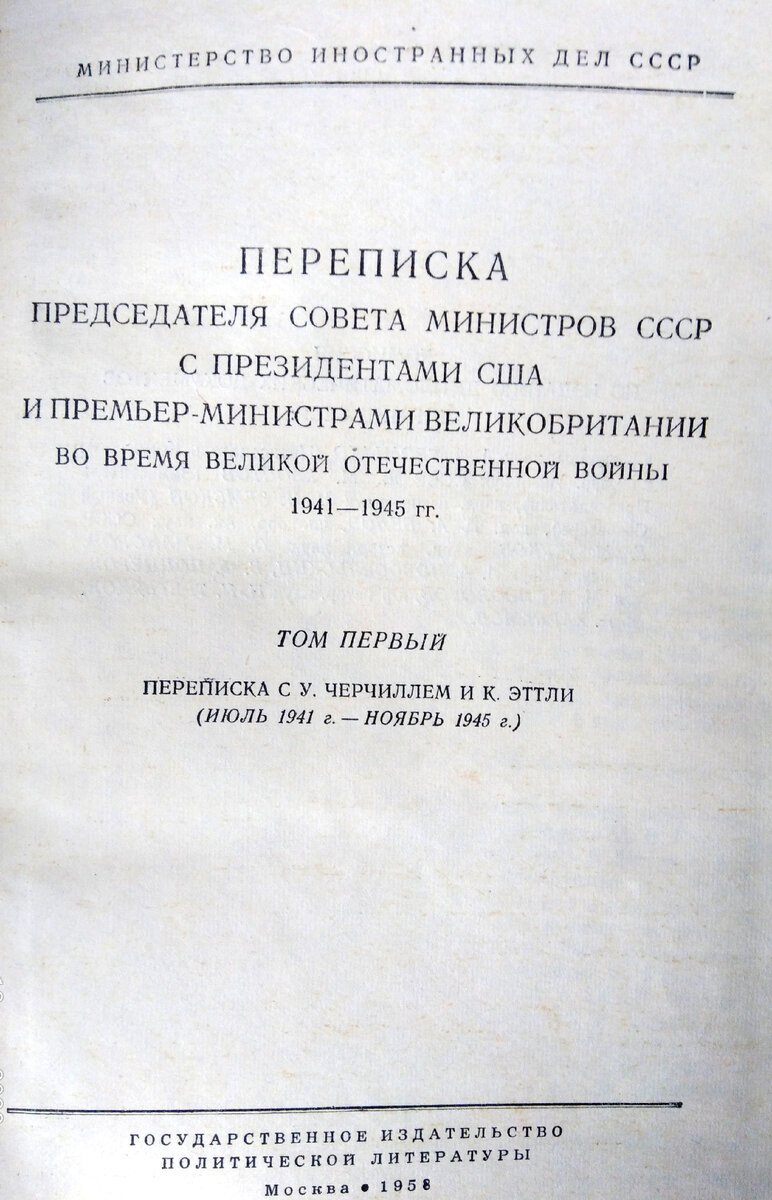 МИНИСТЕРСТВО ИНОСТРАННЫХ ДЕЛ СССР
ПЕРЕПИСКА
ПРЕДСЕДАТЕЛЯ СОВЕТА МИНИСТРОВ СССР
С ПРЕЗИДЕНТАМИ США
И ПРЕМЬЕР-МИНИСТРАМИ ВЕЛИКОБРИТАНИИ
ВО ВРЕМЯ ВЕЛИКОЙ ОТЕЧЕСТВЕННОЙ ВОЙНЫ
1941—1945 гг.
ТОМ ПЕРВЫЙ
ПЕРЕПИСКА С У. ЧЕРЧИЛЛЕМ И К. ЭТТЛИ
(ИЮЛЬ 1941 г. — НОЯБРЬ 1945 г.)
ГОСУДАРСТВЕННОЕ ИЗДАТЕЛЬСТВО
ПОЛИТИЧЕСКОЙ ЛИТЕРАТУРЫ
Москва • 1958